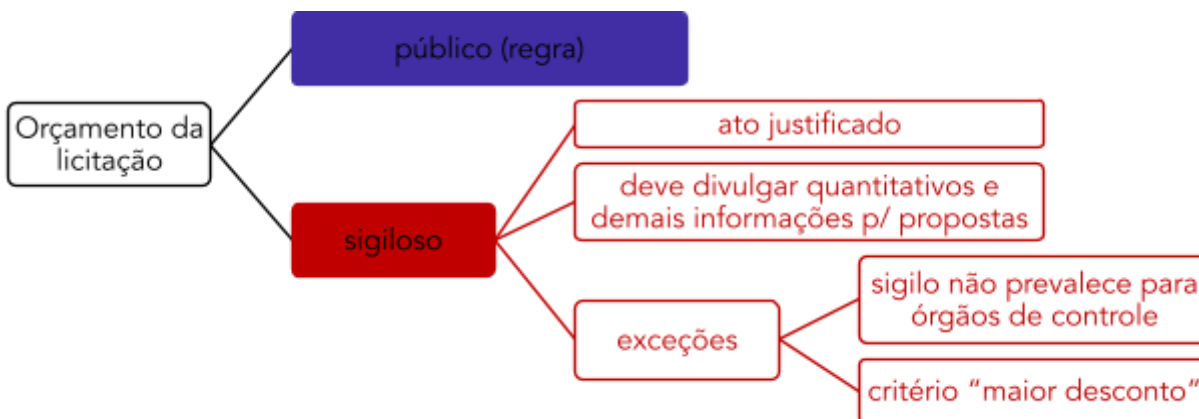 público (regra)
Orçamento da
licitação
sigiloso
ato justificado
deve divulgar quantitativos e
demais informações p/ propostas
exceções
sigilo não prevalece para
órgãos de controle
critério “maior desconto”